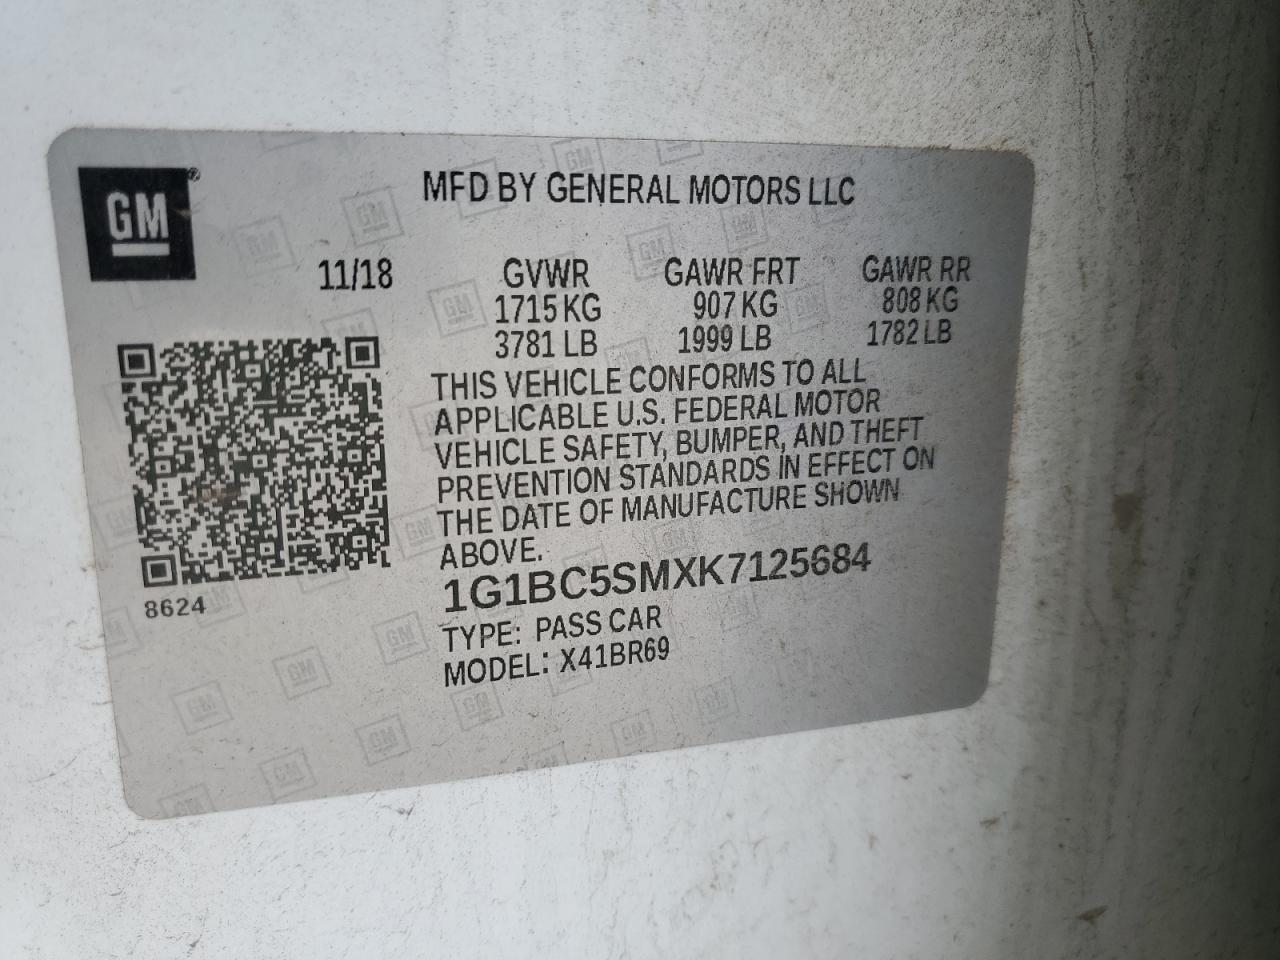 GM
MFD BY GENERAL MOTORS LLC
11/18 GVWR GAWR FRT GAWR RR
1715 KG 907 KG 808 KG
3781 LB 1999 LB 1782 LB
THIS VEHICLE CONFORMS TO ALL
APPLICABLE U.S. FEDERAL MOTOR
VEHICLE SAFETY, BUMPER, AND THEFT
PREVENTION STANDARDS IN EFFECT ON
THE DATE OF MANUFACTURE SHOWN
ABOVE.
1G1BC5SMXK7125684
TYPE: PASS CAR
MODEL: X41BR69
8624